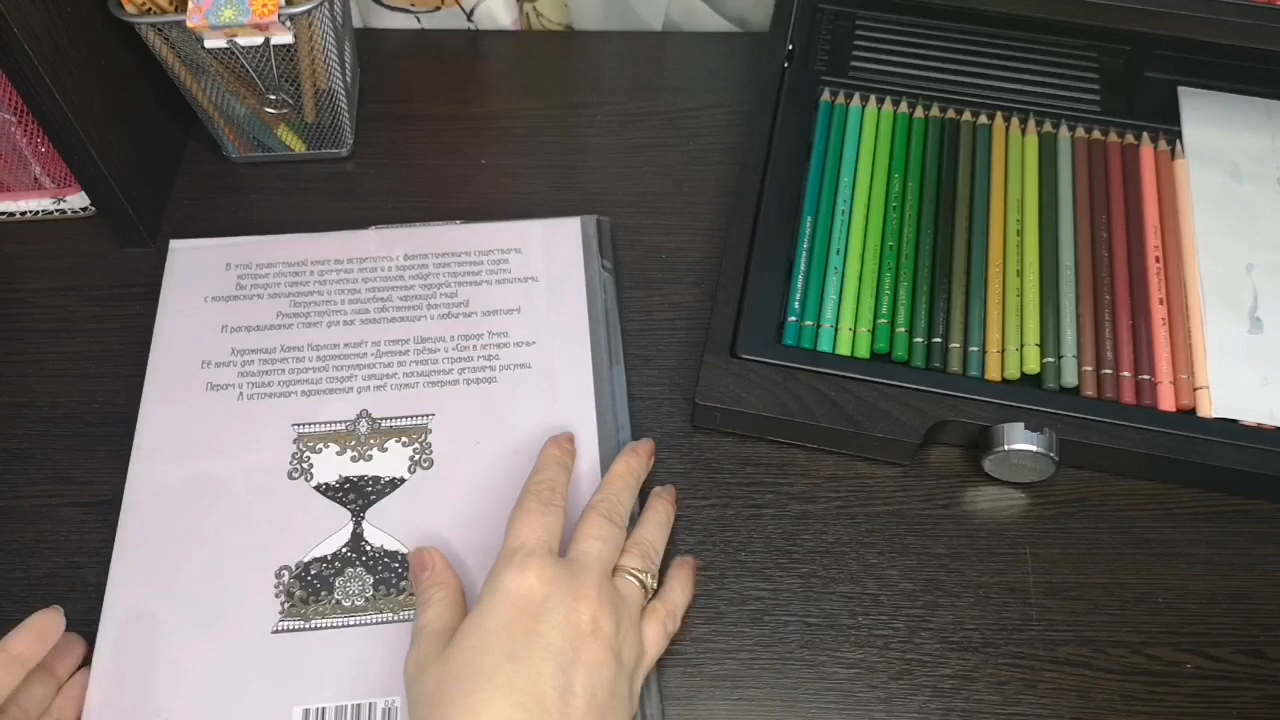 В этой удивительной книге вы встретитесь с фантастическими существами,
которые обитают в дремучих лесах и в зарослях таинственных садов.
Вы увидите сияние магических кристаллов, найдёте старинные свитки
с колдовскими заклинаниями и сосуды, наполненные чудодейственными напитками.
Погрузитесь в волшебный, чарующий мир!
Руководствуйтесь лишь собственной фантазией!
И раскрашивание станет для вас захватывающим и любимым занятием!
Художница Ханна Карлсон живёт на севере Швеции, в городе Умео.
Её книги для творчества и вдохновения «Дневные грёзы» и «Сон в летнюю ночь»
пользуются огромной популярностью во многих странах мира.
Пером и тушью художница создаёт изящные, насыщенные деталями рисунки.
А источником вдохновения для неё служит северная природа.